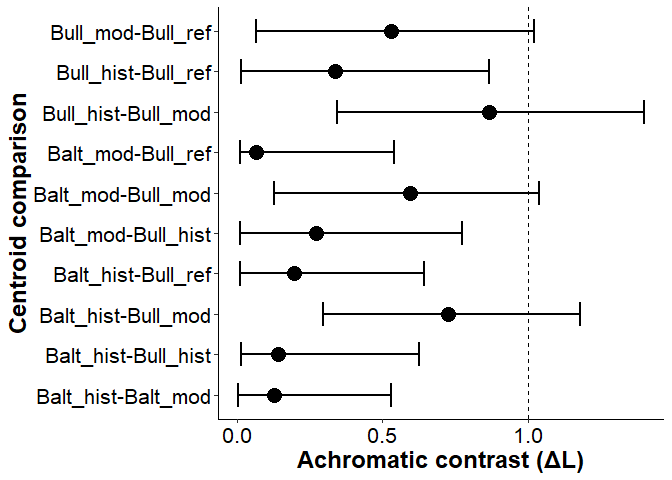 Centroid comparison
Bull_mod-Bull_ref
Bull_hist-Bull_ref
Bull_hist-Bull_mod
Balt_mod-Bull_ref
Balt_mod-Bull_mod
Balt_mod-Bull_hist
Balt_hist-Bull_ref
Balt_hist-Bull_mod
Balt_hist-Bull_hist
Balt_hist-Balt_mod
0.0 0.5 1.0
Achromatic contrast (ΔL)